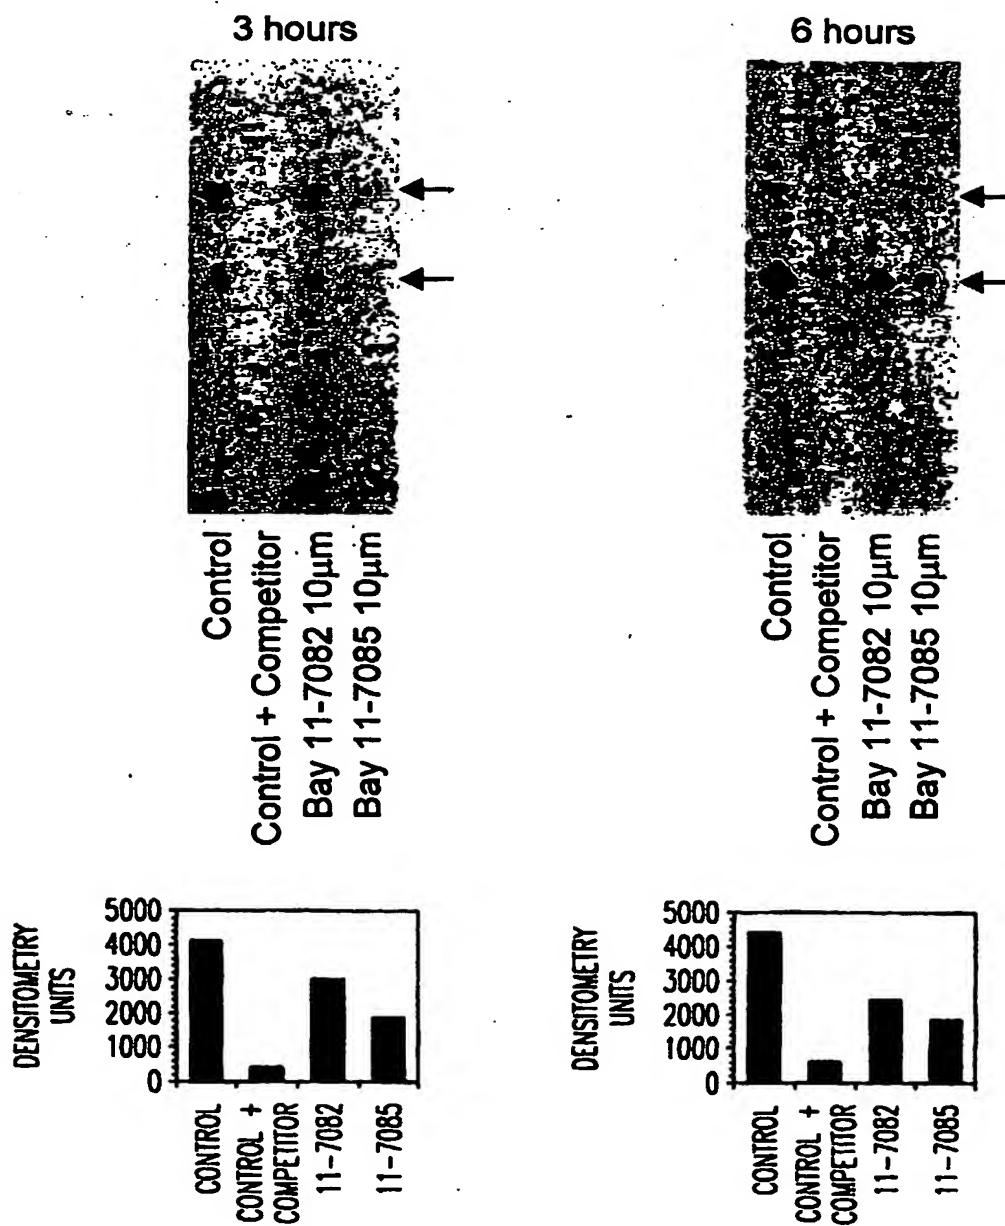 3 hours
Control
Control + Competitor
Bay 11-7082 10µm
Bay 11-7085 10µm
DENSITOMETRY
UNITS
5000
4000
3000
2000
1000
0
CONTROL
CONTROL +
COMPETITOR
11-7082
11-7085
6 hours
Control
Control + Competitor
Bay 11-7082 10µm
Bay 11-7085 10µm
DENSITOMETRY
UNITS
5000
4000
3000
2000
1000
0
CONTROL
CONTROL +
COMPETITOR
11-7082
11-7085